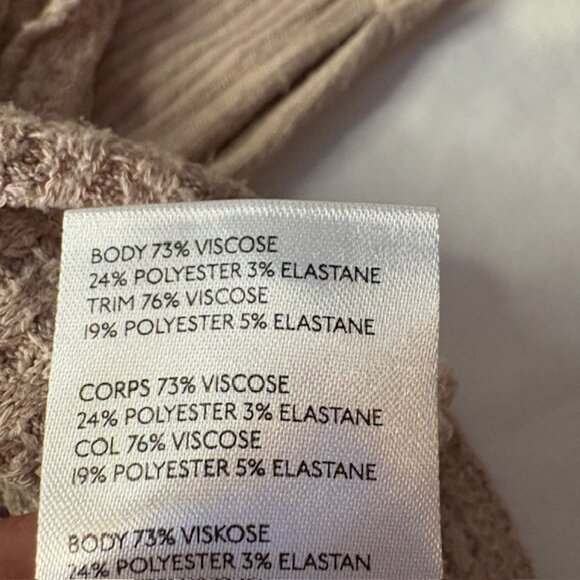 BODY 73% VISCOSE
24% POLYESTER 3% ELASTANE
TRIM 76% VISCOSE
19% POLYESTER 5% ELASTANE
CORPS 73% VISCOSE
24% POLYESTER 3% ELASTANE
COL 76% VISCOSE
19% POLYESTER 5% ELASTANE
BODY 73% VISKOSE
24% POLYESTER 3% ELASTAN